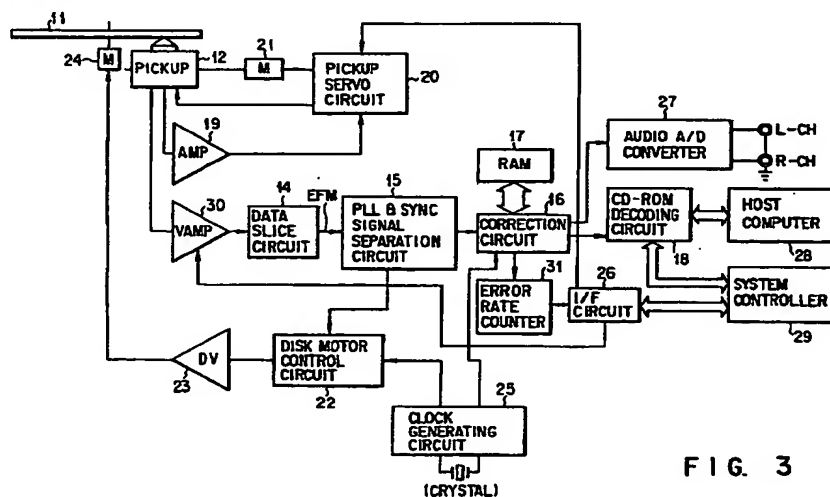 11
24
M
PICKUP
12
21
M
PICKUP
SERVO
CIRCUIT
20
19
AMP
17
RAM
27
AUDIO A/D
CONVERTER
L-CH
R-CH
30
VAMP
14
DATA
SLICE
CIRCUIT
EFM
15
PLL & SYNC
SIGNAL
SEPARATION
CIRCUIT
16
CORRECTION
CIRCUIT
CD-ROM
DECODING
CIRCUIT
18
HOST
COMPUTER
28
31
ERROR
RATE
COUNTER
26
I/F
CIRCUIT
SYSTEM
CONTROLLER
29
DV
23
DISK MOTOR
CONTROL
CIRCUIT
22
25
CLOCK
GENERATING
CIRCUIT
(CRYSTAL)
FIG. 3